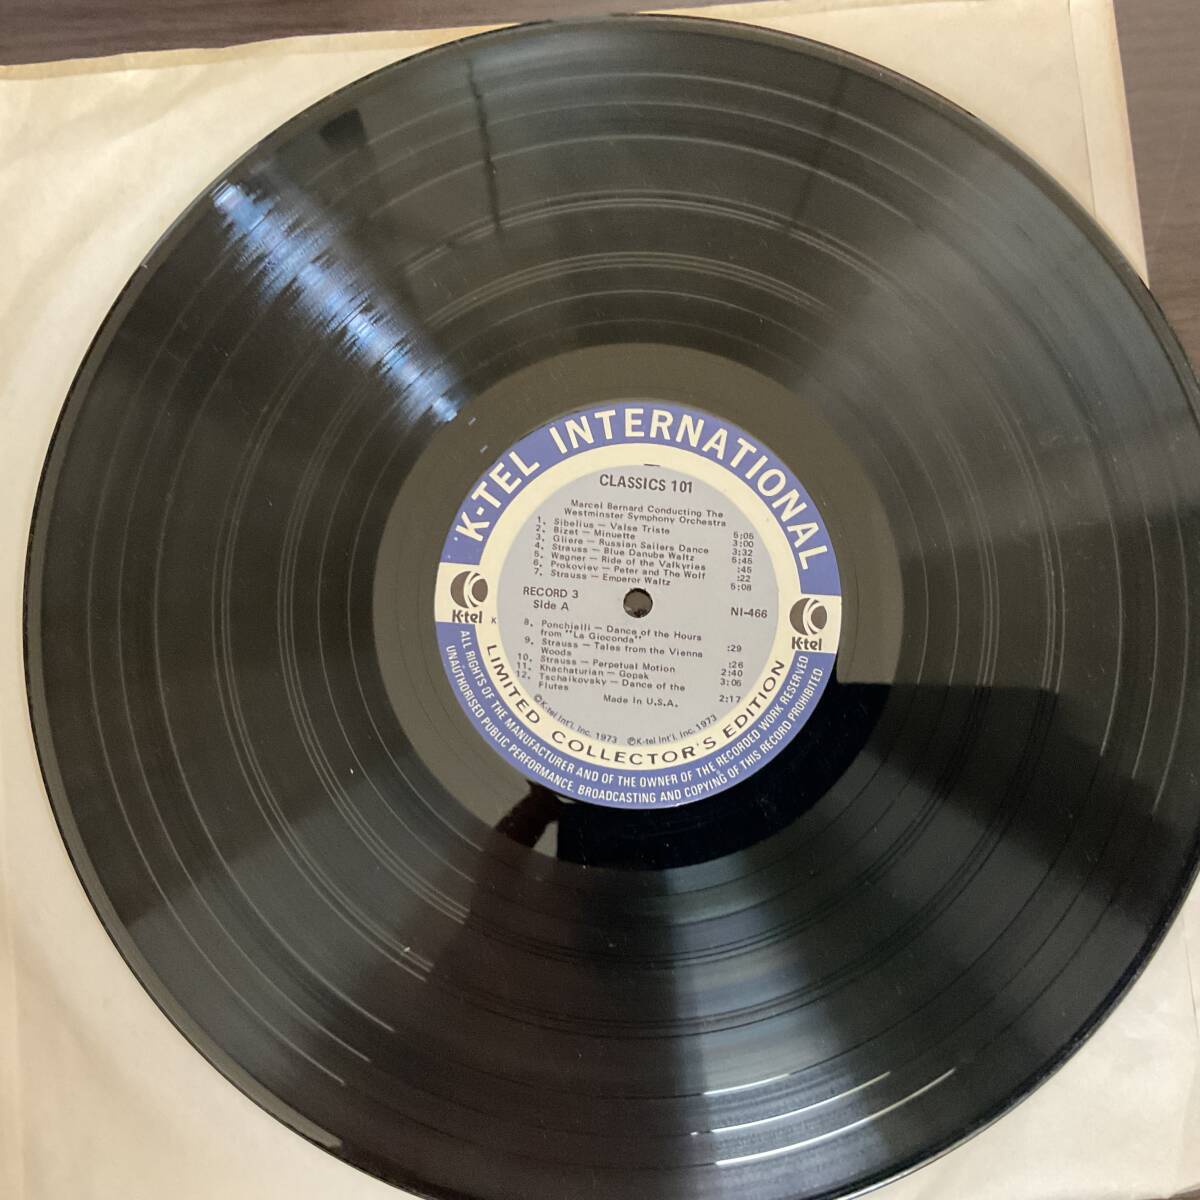 K-TEL INTERNATIONAL
CLASSICS 101
Marcel Bernard Conducting The
Westminster Symphony Orchestra
1. Sibelius — Valse Triste 5:05
2. Bizet — Minuette 3:00
3. Gliere — Russian Sailers Dance 3:32
4. Strauss — Blue Danube Waltz 5:45
5. Wagner — Ride of the Valkyries :45
6. Prokoviev — Peter and The Wolf :22
7. Strauss — Emperor Waltz 5:08
RECORD 3
Side A
NI-466
K-tel
K
K-tel
8. Ponchielli — Dance of the Hours
from "La Gioconda" :29
9. Strauss — Tales from the Vienna
Woods :26
10. Strauss — Perpetual Motion 2:40
11. Khachaturian — Gopak 3:06
12. Tschaikovsky — Dance of the
Flutes 2:17
Made in U.S.A.
©K-tel Int'l. Inc. 1973 ℗K-tel Int'l. Inc. 1973
LIMITED COLLECTOR'S EDITION
ALL RIGHTS OF THE MANUFACTURER AND OF THE OWNER OF THE RECORDED WORK RESERVED
UNAUTHORISED PUBLIC PERFORMANCE, BROADCASTING AND COPYING OF THIS RECORD PROHIBITED.